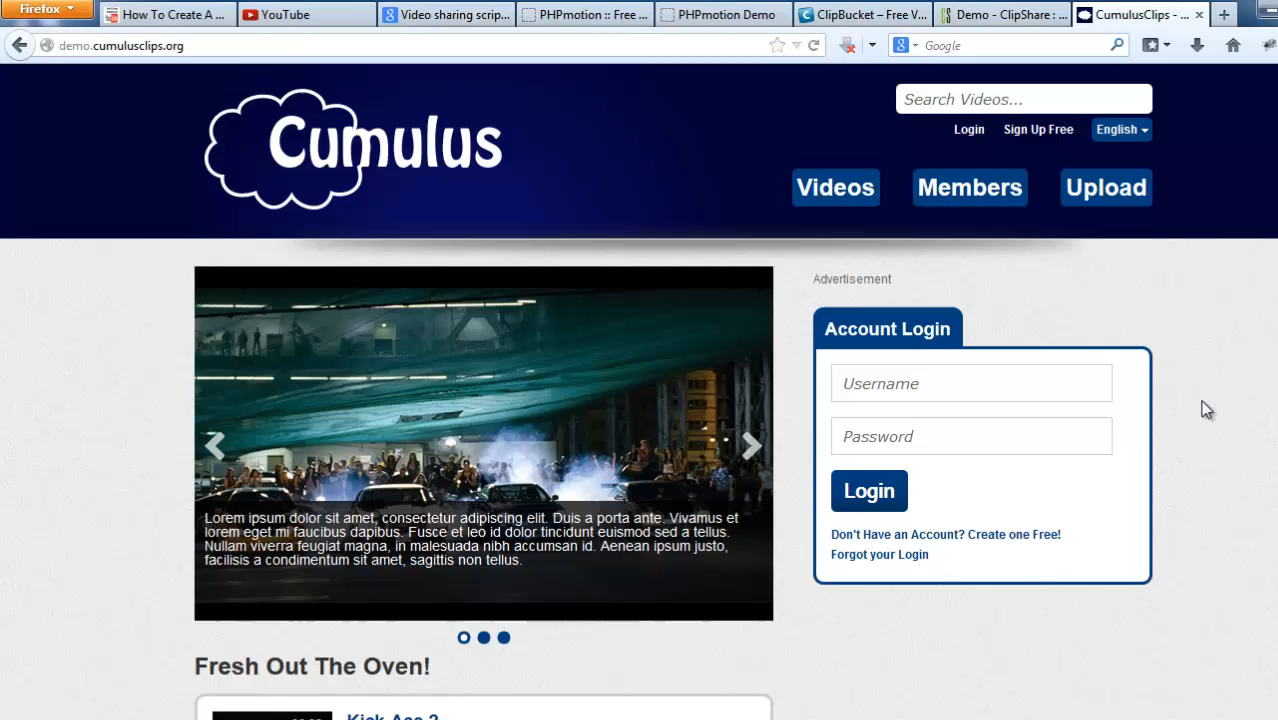 Firefox
How To Create A ...
YouTube
Video sharing scrip...
PHPmotion :: Free ...
PHPmotion Demo
ClipBucket – Free V...
Demo - ClipShare : ...
CumulusClips - ...
demo.cumulusclips.org
Google
Cumulus
Search Videos...
Login
Sign Up Free
English
Videos
Members
Upload
Advertisement
Account Login
Username
Password
Login
Don't Have an Account? Create one Free!
Forgot your Login
Lorem ipsum dolor sit amet, consectetur adipiscing elit. Duis a porta ante. Vivamus et
lorem eget mi faucibus dapibus. Fusce et leo id dolor tincidunt euismod sed a tellus.
Nullam viverra feugiat magna, in malesuada nibh accumsan id. Aenean ipsum justo,
facilisis a condimentum sit amet, sagittis non tellus.
Fresh Out The Oven!
Kick-Ass 2